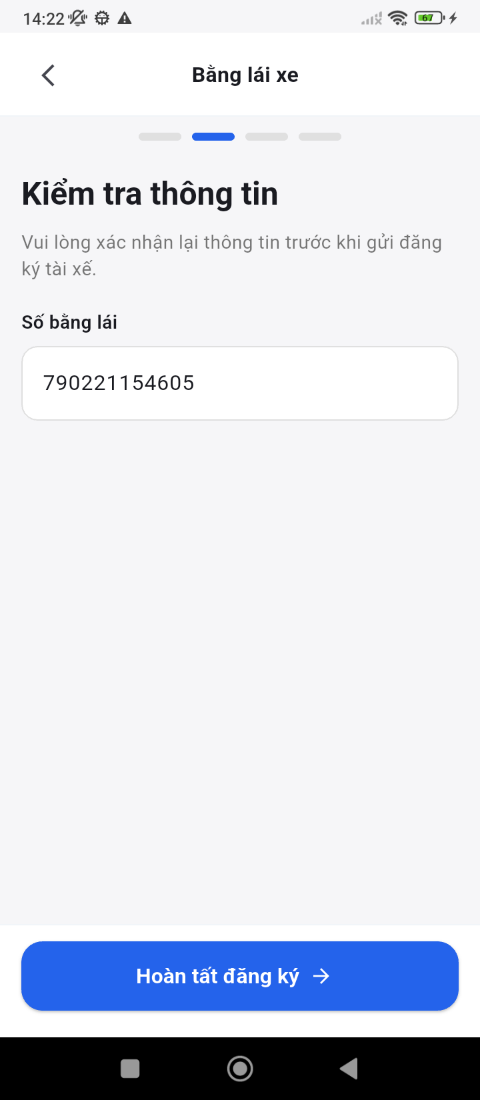 14:22
67
Bằng lái xe
Kiểm tra thông tin
Vui lòng xác nhận lại thông tin trước khi gửi đăng
ký tài xế.
Số bằng lái
790221154605
Hoàn tất đăng ký →